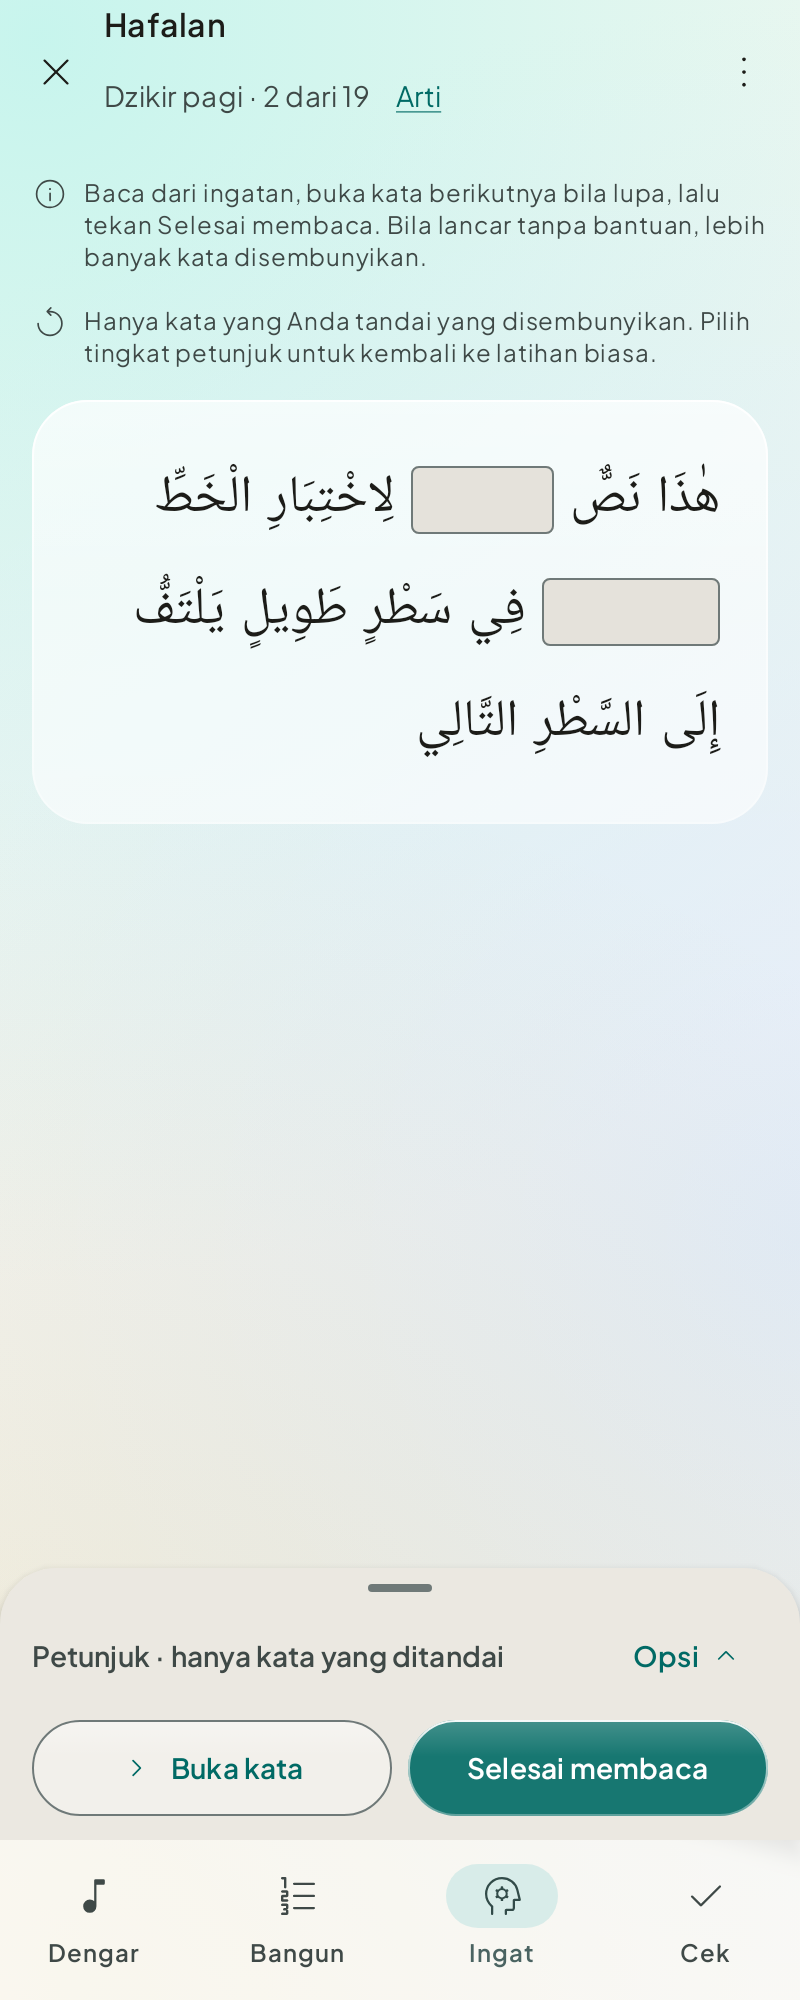 Hafalan
Dzikir pagi · 2 dari 19 Arti
Baca dari ingatan, buka kata berikutnya bila lupa, lalu
tekan Selesai membaca. Bila lancar tanpa bantuan, lebih
banyak kata disembunyikan.
Hanya kata yang Anda tandai yang disembunyikan. Pilih
tingkat petunjuk untuk kembali ke latihan biasa.
هٰذَا نَصٌّ لِاخْتِبَارِ الْخَطِّ
فِي سَطْرٍ طَوِيلٍ يَلْتَفُّ
إِلَى السَّطْرِ التَّالِي
Petunjuk · hanya kata yang ditandai Opsi
Buka kata Selesai membaca
Dengar Bangun Ingat Cek